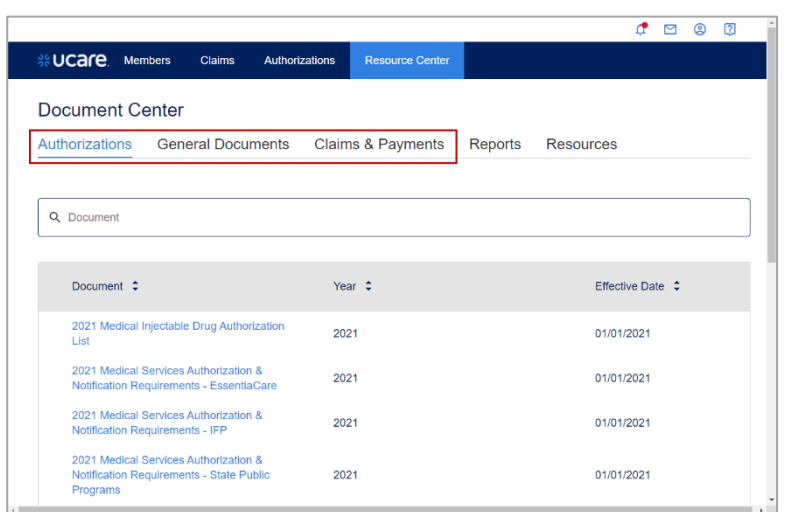 ucare. Members Claims Authorizations Resource Center
Document Center
Authorizations General Documents Claims & Payments Reports Resources
Document
Document Year Effective Date
2021 Medical Injectable Drug Authorization
List
2021 01/01/2021
2021 Medical Services Authorization &
Notification Requirements - EssentiaCare
2021 01/01/2021
2021 Medical Services Authorization &
Notification Requirements - IFP
2021 01/01/2021
2021 Medical Services Authorization &
Notification Requirements - State Public
Programs
2021 01/01/2021